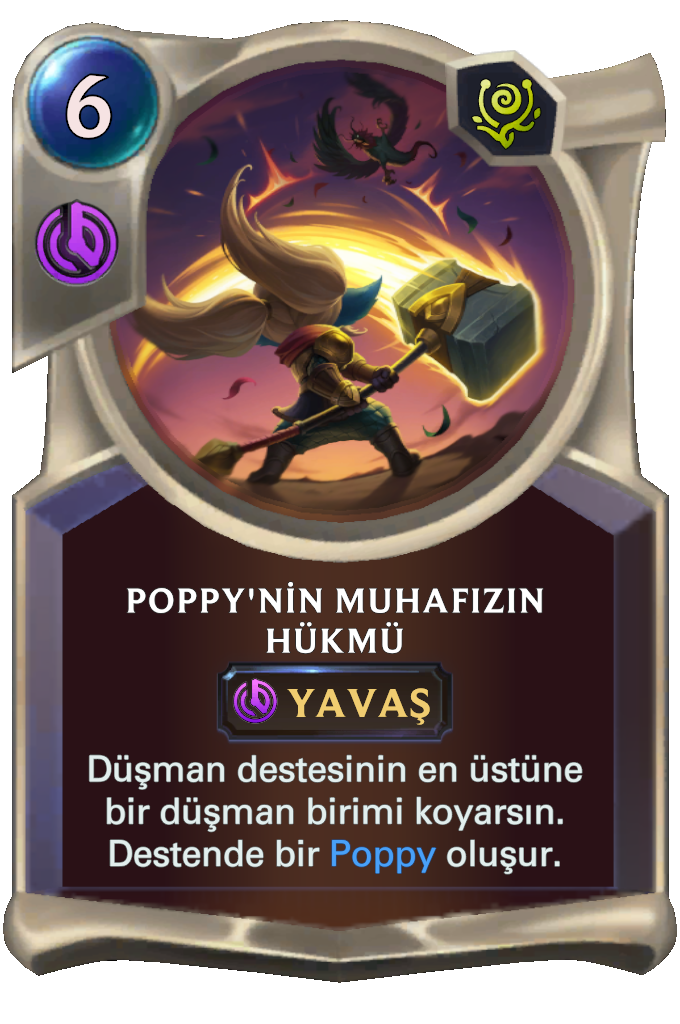 6
POPPY'NİN MUHAFIZIN
HÜKMÜ
YAVAŞ
Düşman destesinin en üstüne
bir düşman birimi koyarsın.
Destende bir Poppy oluşur.